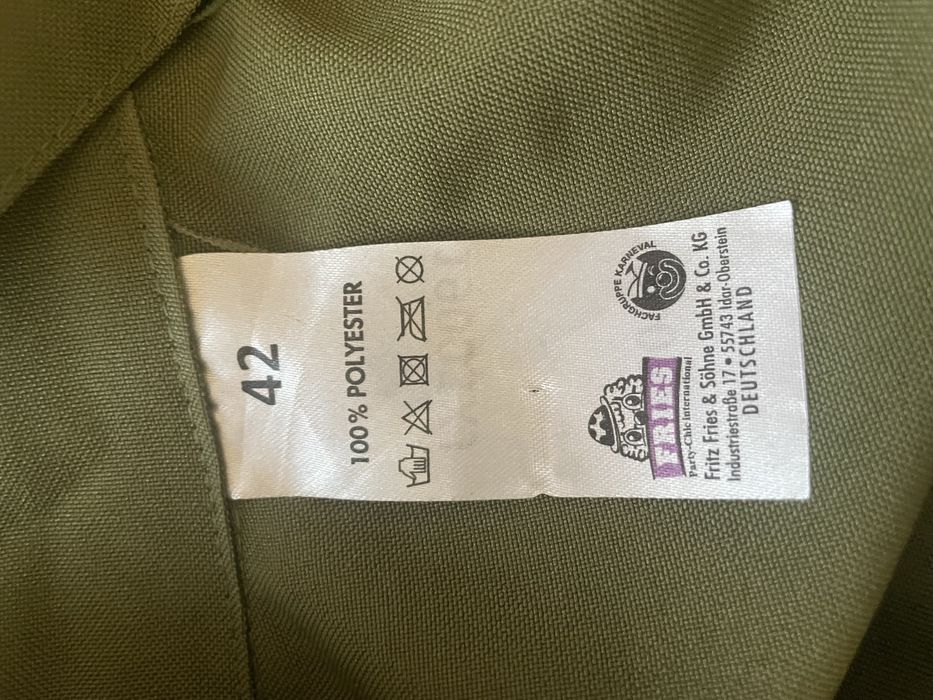 42
100% POLYESTER
FACHGRUPPE KARNEVAL
FRIES
Party-Chic International
Fritz Fries & Söhne GmbH & Co. KG
Industriestraße 17 • 55743 Idar-Oberstein
DEUTSCHLAND